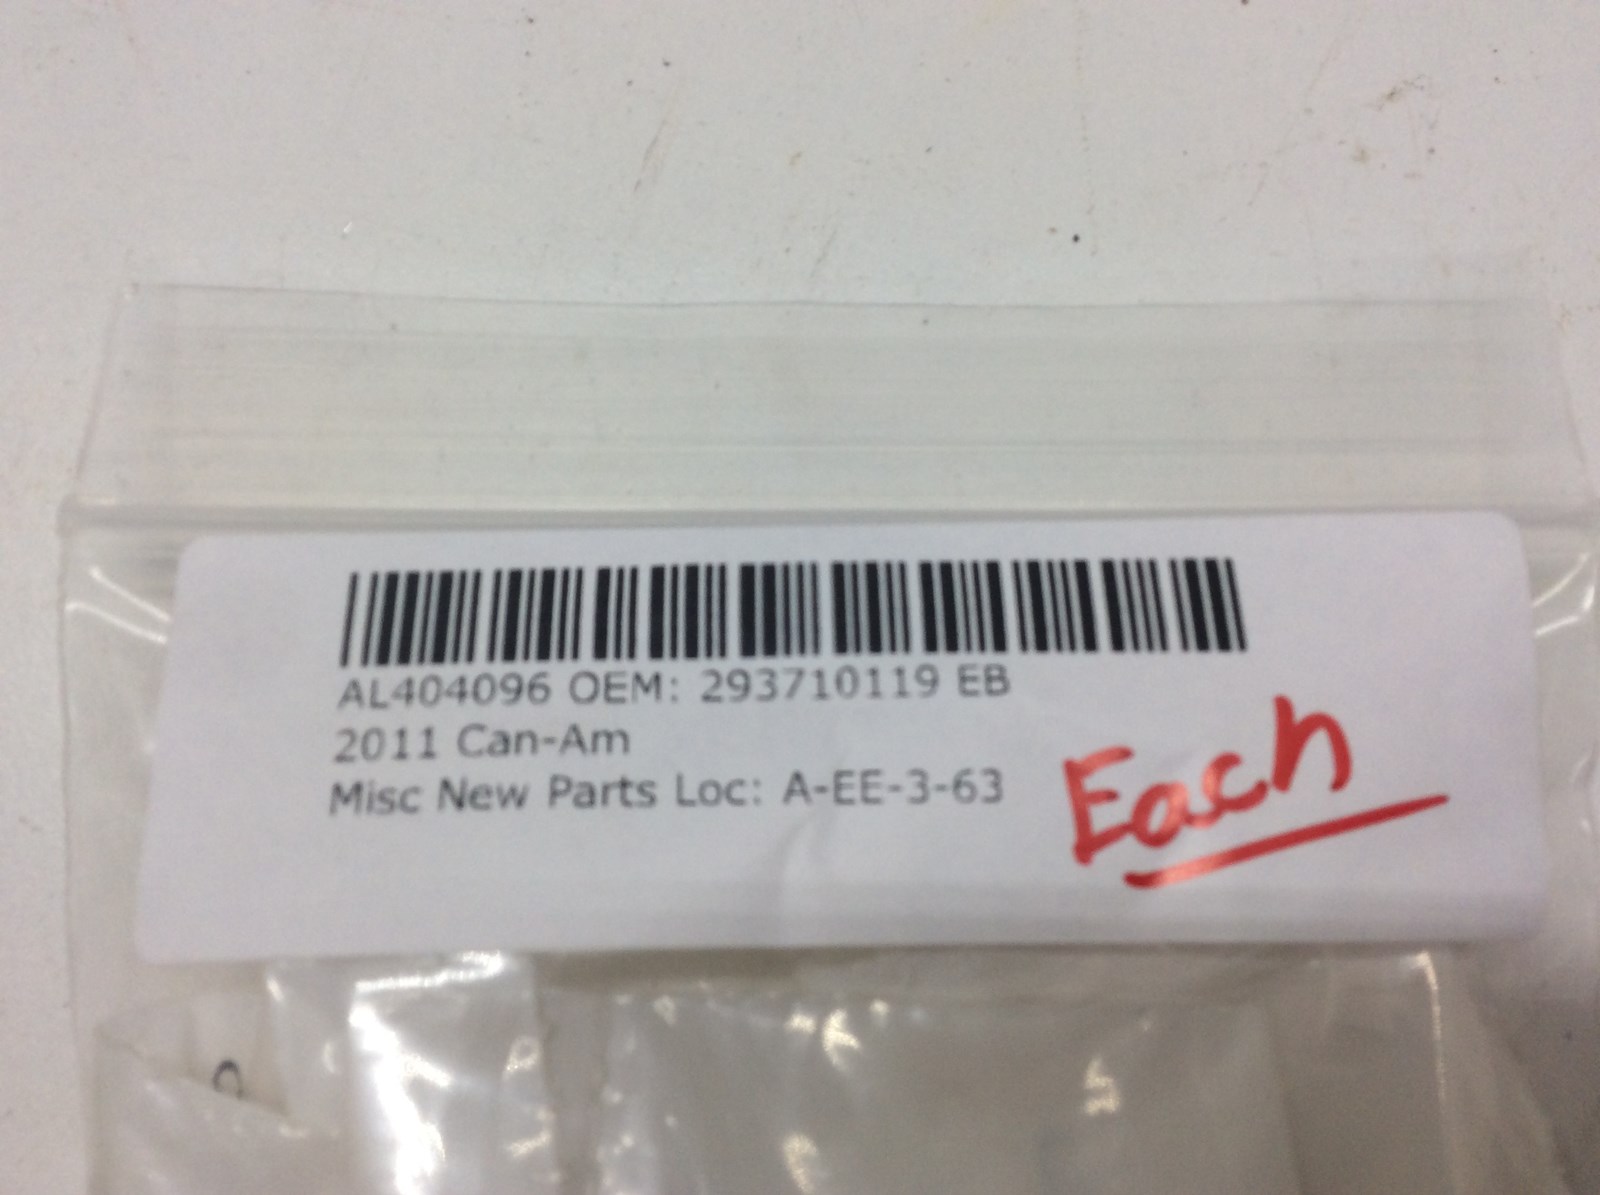 AL404096 OEM: 293710119 EB
2011 Can-Am
Misc New Parts Loc: A-EE-3-63
Each